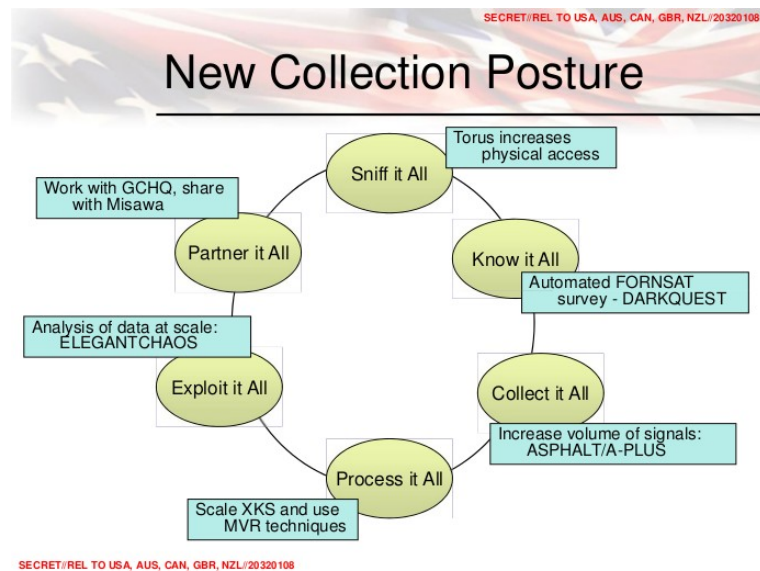 SECRET//REL TO USA, AUS, CAN, GBR, NZL//20320108
New Collection Posture
Sniff it All
Torus increases
physical access
Know it All
Automated FORNSAT
survey - DARKQUEST
Collect it All
Increase volume of signals:
ASPHALT/A-PLUS
Process it All
Scale XKS and use
MVR techniques
Exploit it All
Analysis of data at scale:
ELEGANTCHAOS
Partner it All
Work with GCHQ, share
with Misawa
SECRET//REL TO USA, AUS, CAN, GBR, NZL//20320108